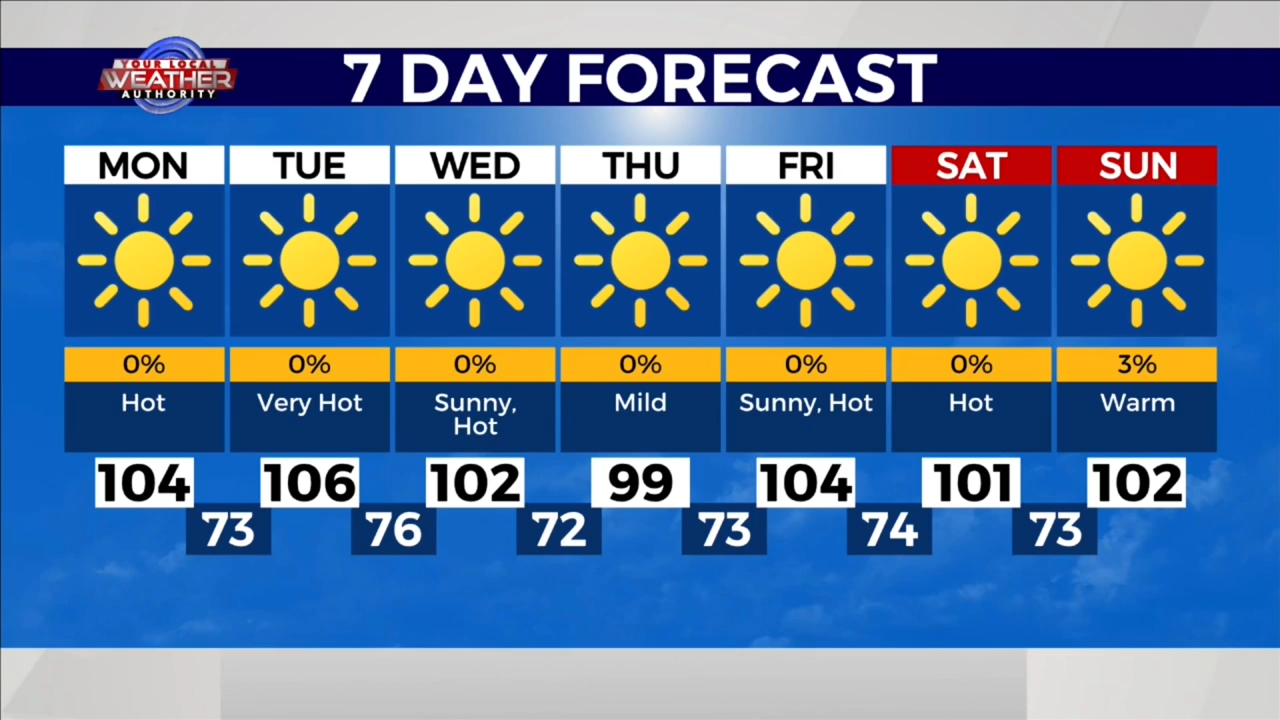 YOUR LOCAL
WEATHER
AUTHORITY
7 DAY FORECAST
MON TUE WED THU FRI SAT SUN
0% 0% 0% 0% 0% 0% 3%
Hot Very Hot Sunny, Mild Sunny, Hot Hot Warm
Hot
104 106 102 99 104 101 102
73 76 72 73 74 73